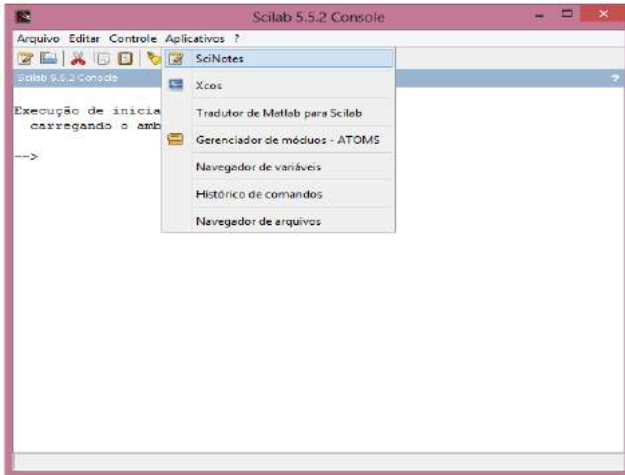 Scilab 5.5.2 Console
Arquivo Editar Controle Aplicativos ?
Scilab 5.5.2 Console ?
SciNotes
Xcos
Tradutor de Matlab para Scilab
Gerenciador de móduos - ATOMS
Navegador de variáveis
Histórico de comandos
Navegador de arquivos
Execução de inicia
carregando o amb
-->